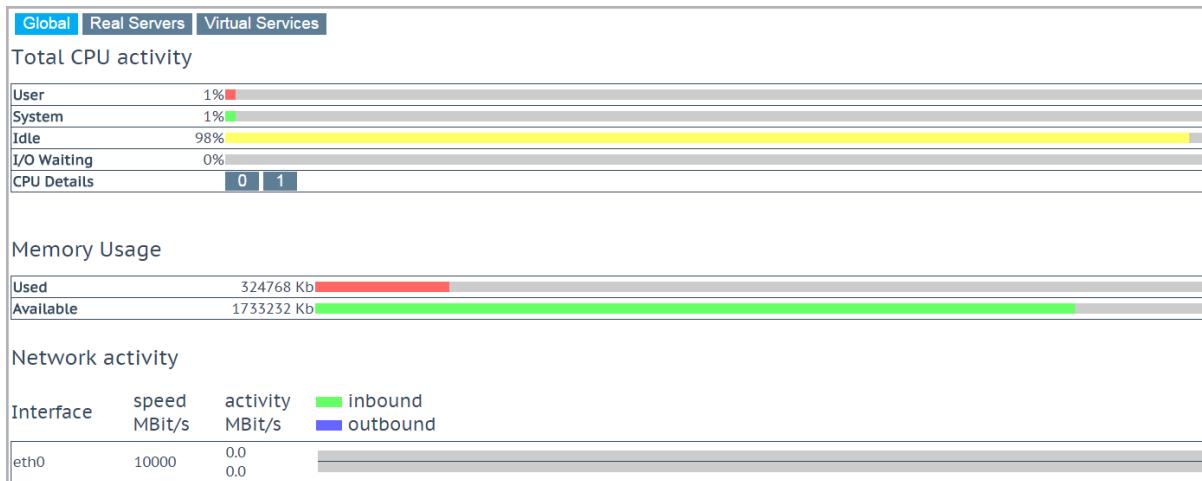 Global Real Servers Virtual Services
Total CPU activity
User 1%
System 1%
Idle 98%
I/O Waiting 0%
CPU Details 0 1
Memory Usage
Used 324768 Kb
Available 1733232 Kb
Network activity
Interface speed MBit/s activity MBit/s inbound outbound
eth0 10000 0.0
0.0